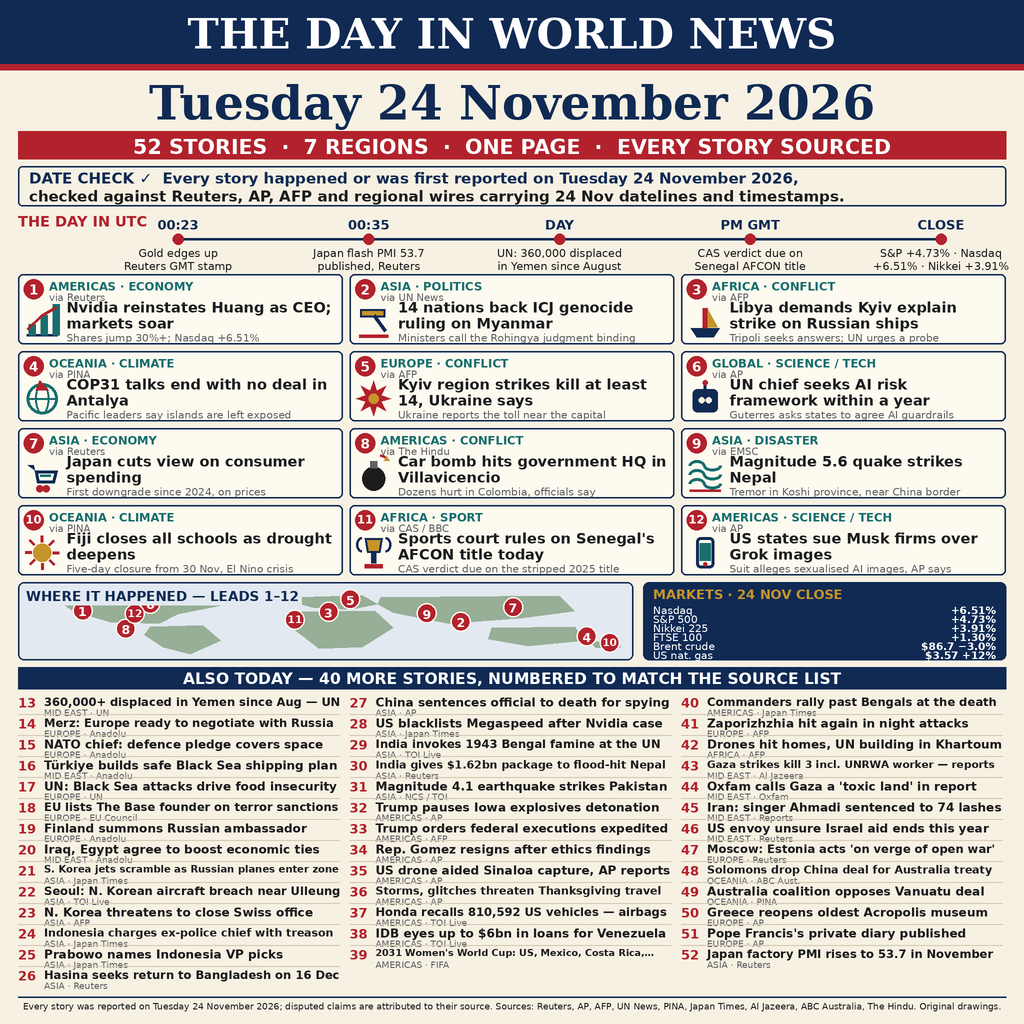 THE DAY IN WORLD NEWS
Tuesday 24 November 2026
52 STORIES · 7 REGIONS · ONE PAGE · EVERY STORY SOURCED
DATE CHECK ✓ Every story happened or was first reported on Tuesday 24 November 2026,
checked against Reuters, AP, AFP and regional wires carrying 24 Nov datelines and timestamps.
THE DAY IN UTC
00:23
Gold edges up
Reuters GMT stamp
00:35
Japan flash PMI 53.7
published, Reuters
DAY
UN: 360,000 displaced
in Yemen since August
PM GMT
CAS verdict due on
Senegal AFCON title
CLOSE
S&P +4.73% · Nasdaq
+6.51% · Nikkei +3.91%
1
AMERICAS · ECONOMY
via Reuters
Nvidia reinstates Huang as CEO;
markets soar
Shares jump 30%+; Nasdaq +6.51%
2
ASIA · POLITICS
via UN News
14 nations back ICJ genocide
ruling on Myanmar
Ministers call the Rohingya judgment binding
3
AFRICA · CONFLICT
via AFP
Libya demands Kyiv explain
strike on Russian ships
Tripoli seeks answers; UN urges a probe
4
OCEANIA · CLIMATE
via PINA
COP31 talks end with no deal in
Antalya
Pacific leaders say islands are left exposed
5
EUROPE · CONFLICT
via AFP
Kyiv region strikes kill at least
14, Ukraine says
Ukraine reports the toll near the capital
6
GLOBAL · SCIENCE / TECH
via AP
UN chief seeks AI risk
framework within a year
Guterres asks states to agree AI guardrails
7
ASIA · ECONOMY
via Reuters
Japan cuts view on consumer
spending
First downgrade since 2024, on prices
8
AMERICAS · CONFLICT
via The Hindu
Car bomb hits government HQ in
Villavicencio
Dozens hurt in Colombia, officials say
9
ASIA · DISASTER
via EMSC
Magnitude 5.6 quake strikes
Nepal
Tremor in Koshi province, near China border
10
OCEANIA · CLIMATE
via PINA
Fiji closes all schools as drought
deepens
Five-day closure from 30 Nov, El Nino crisis
11
AFRICA · SPORT
via CAS / BBC
Sports court rules on Senegal's
AFCON title today
CAS verdict due on the stripped 2025 title
12
AMERICAS · SCIENCE / TECH
via AP
US states sue Musk firms over
Grok images
Suit alleges sexualised AI images, AP says
WHERE IT HAPPENED — LEADS 1–12
1
12
8
11
3
5
9
2
7
4
10
MARKETS · 24 NOV CLOSE
Nasdaq +6.51%
S&P 500 +4.73%
Nikkei 225 +3.91%
FTSE 100 +1.30%
Brent crude $86.7 −3.0%
US nat. gas $3.57 +12%
ALSO TODAY — 40 MORE STORIES, NUMBERED TO MATCH THE SOURCE LIST
13 360,000+ displaced in Yemen since Aug — UN
MID EAST · UN
14 Merz: Europe ready to negotiate with Russia
EUROPE · Anadolu
15 NATO chief: defence pledge covers space
EUROPE · Anadolu
16 Türkiye builds safe Black Sea shipping plan
MID EAST · Anadolu
17 UN: Black Sea attacks drive food insecurity
EUROPE · UN
18 EU lists The Base founder on terror sanctions
EUROPE · EU Council
19 Finland summons Russian ambassador
EUROPE · Anadolu
20 Iraq, Egypt agree to boost economic ties
MID EAST · Anadolu
21 S. Korea jets scramble as Russian planes enter zone
ASIA · Japan Times
22 Seoul: N. Korean aircraft breach near Ulleung
ASIA · TOI Live
23 N. Korea threatens to close Swiss office
ASIA · AFP
24 Indonesia charges ex-police chief with treason
ASIA · Japan Times
25 Prabowo names Indonesia VP picks
ASIA · Japan Times
26 Hasina seeks return to Bangladesh on 16 Dec
ASIA · Reuters
27 China sentences official to death for spying
ASIA · AP
28 US blacklists Megaspeed after Nvidia case
ASIA · Japan Times
29 India invokes 1943 Bengal famine at the UN
ASIA · TOI Live
30 India gives $1.62bn package to flood-hit Nepal
ASIA · Reuters
31 Magnitude 4.1 earthquake strikes Pakistan
ASIA · NCS / TOI
32 Trump pauses Iowa explosives detonation
AMERICAS · AP
33 Trump orders federal executions expedited
AMERICAS · AFP
34 Rep. Gomez resigns after ethics findings
AMERICAS · AP
35 US drone aided Sinaloa capture, AP reports
AMERICAS · AP
36 Storms, glitches threaten Thanksgiving travel
AMERICAS · AP
37 Honda recalls 810,592 US vehicles — airbags
AMERICAS · TOI Live
38 IDB eyes up to $6bn in loans for Venezuela
AMERICAS · TOI Live
39 2031 Women's World Cup: US, Mexico, Costa Rica,...
AMERICAS · FIFA
40 Commanders rally past Bengals at the death
AMERICAS · Japan Times
41 Zaporizhzhia hit again in night attacks
EUROPE · AFP
42 Drones hit homes, UN building in Khartoum
AFRICA · AFP
43 Gaza strikes kill 3 incl. UNRWA worker — reports
MID EAST · Al Jazeera
44 Oxfam calls Gaza a 'toxic land' in report
MID EAST · Oxfam
45 Iran: singer Ahmadi sentenced to 74 lashes
MID EAST · Reports
46 US envoy unsure Israel aid ends this year
MID EAST · Reuters
47 Moscow: Estonia acts 'on verge of open war'
EUROPE · Reuters
48 Solomons drop China deal for Australia treaty
OCEANIA · ABC Aust.
49 Australia coalition opposes Vanuatu deal
OCEANIA · PINA
50 Greece reopens oldest Acropolis museum
EUROPE · AP
51 Pope Francis's private diary published
EUROPE · AP
52 Japan factory PMI rises to 53.7 in November
ASIA · Reuters
Every story was reported on Tuesday 24 November 2026; disputed claims are attributed to their source. Sources: Reuters, AP, AFP, UN News, PINA, Japan Times, Al Jazeera, ABC Australia, The Hindu. Original drawings.